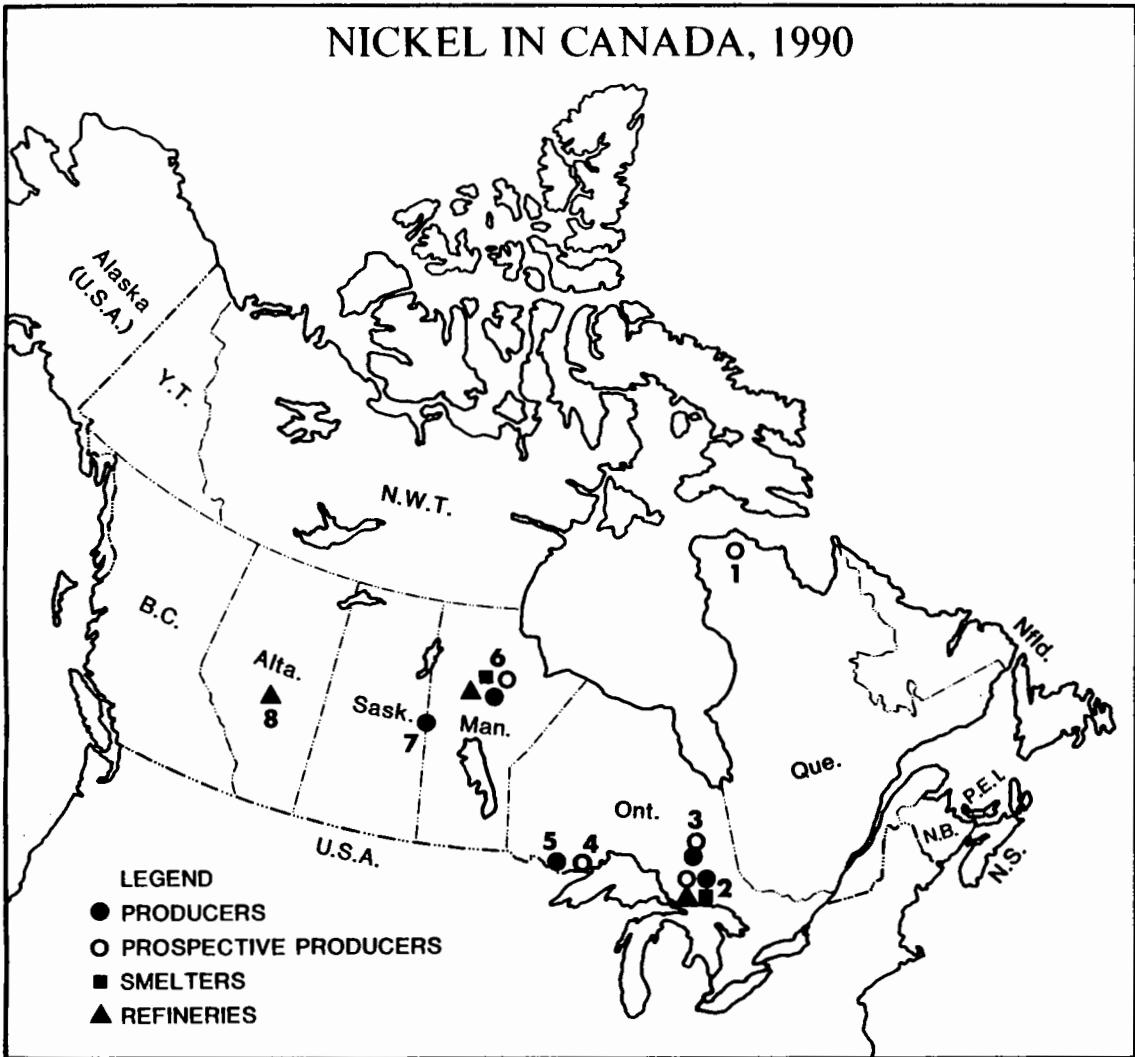 NICKEL IN CANADA, 1990
Alaska
(U.S.A.)
Y.T.
N.W.T.
1
B.C.
Alta.
8
Sask.
7
6
Man.
Nfld.
Que.
Ont.
P.E.I.
N.B.
N.S.
3
5
4
2
U.S.A.
LEGEND
PRODUCERS
PROSPECTIVE PRODUCERS
SMELTERS
REFINERIES